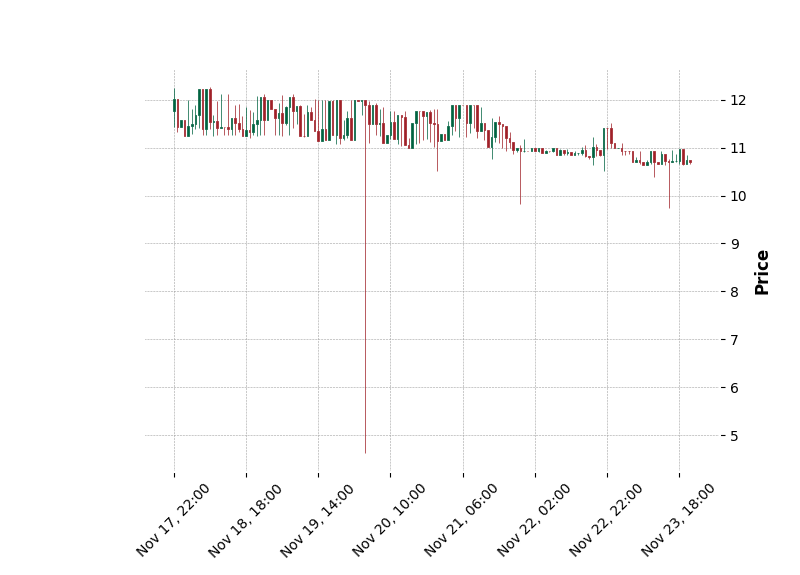 12
11
10
9
8
7
6
5
Price
Nov 17, 22:00
Nov 18, 18:00
Nov 19, 14:00
Nov 20, 10:00
Nov 21, 06:00
Nov 22, 02:00
Nov 22, 22:00
Nov 23, 18:00